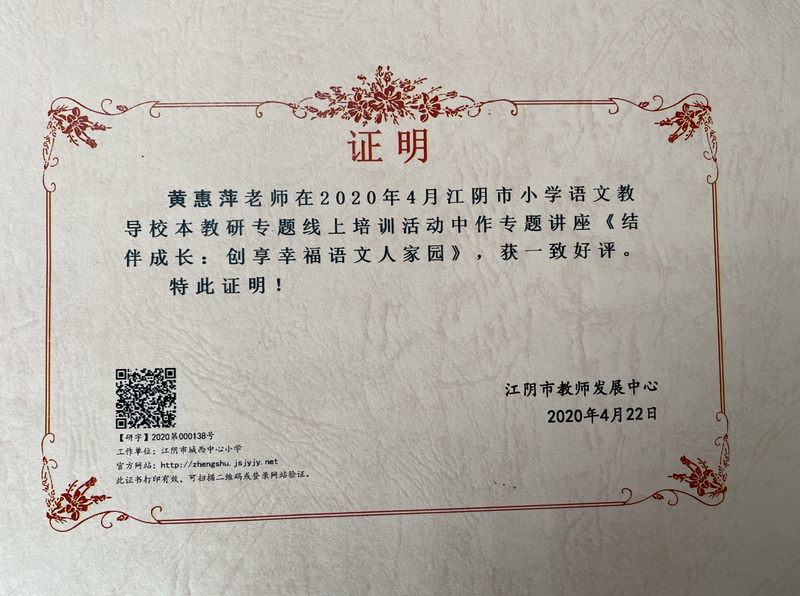 证明
黄惠萍老师在2020年4月江阴市小学语文教
导校本教研专题线上培训活动中作专题讲座《结
伴成长：创享幸福语文人家园》，获一致好评。
特此证明！
江阴市教师发展中心
2020年4月22日
【研字】2020第000138号
工作单位：江阴市城西中心小学
官方网站：http://zhengshu.jsjyjy.net
此证书打印有效，可扫描二维码或登录网站验证。